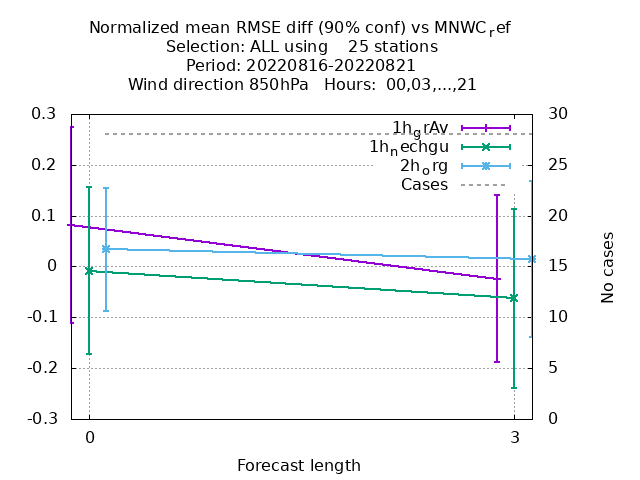 Normalized mean RMSE diff (90% conf) vs MNWC_ref
Selection: ALL using    25 stations
Period: 20220816-20220821
Wind direction 850hPa   Hours:  00,03,...,21
0.3
0.2
0.1
0
-0.1
-0.2
-0.3
30
25
20
15
10
5
0
1h_grAv
1h_nechgu
2h_org
Cases
No cases
0
3
Forecast length